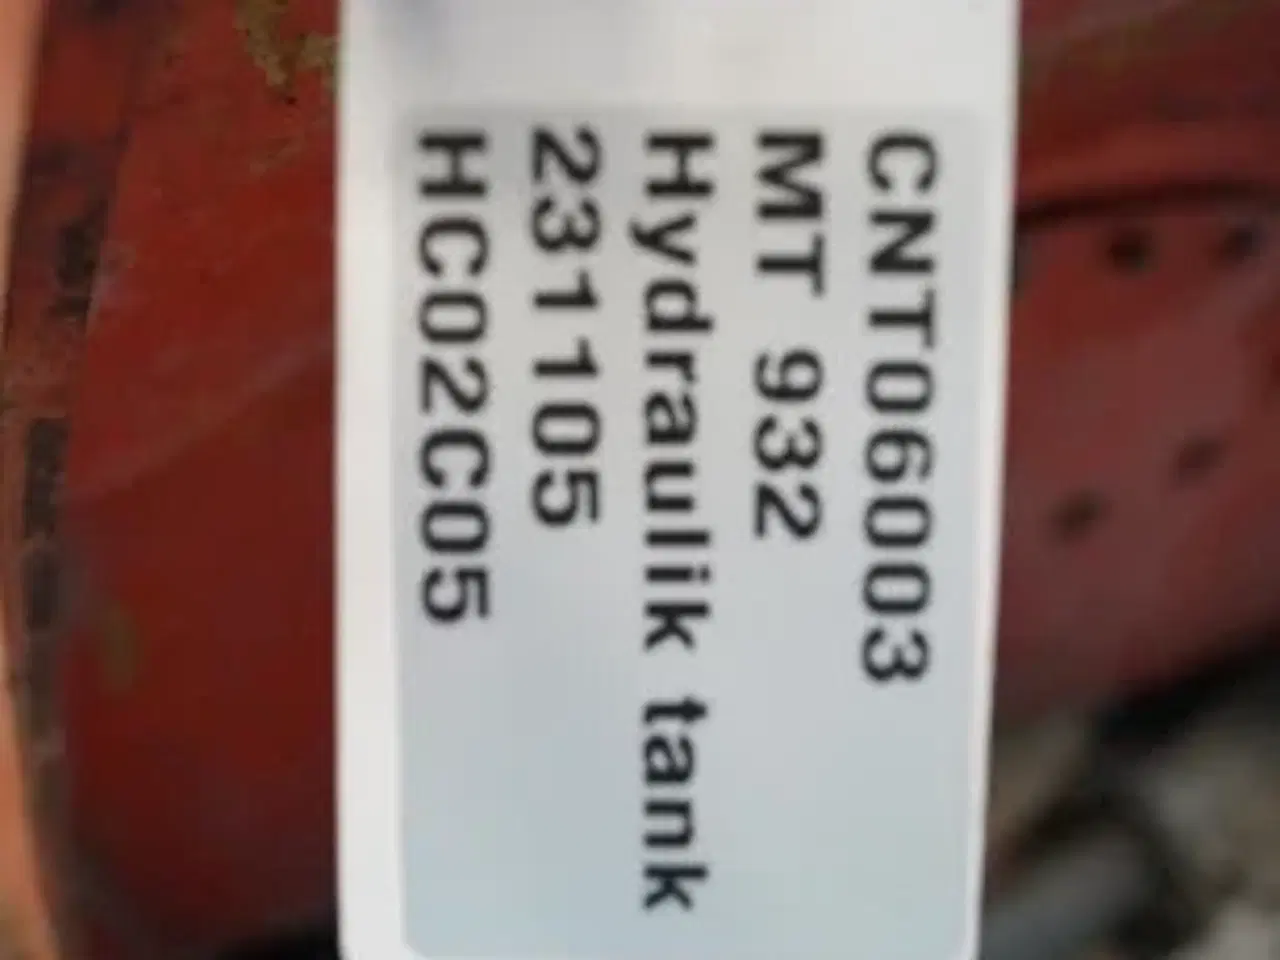 CNT06003
MT 932
Hydraulik tank
231105
HC02C05